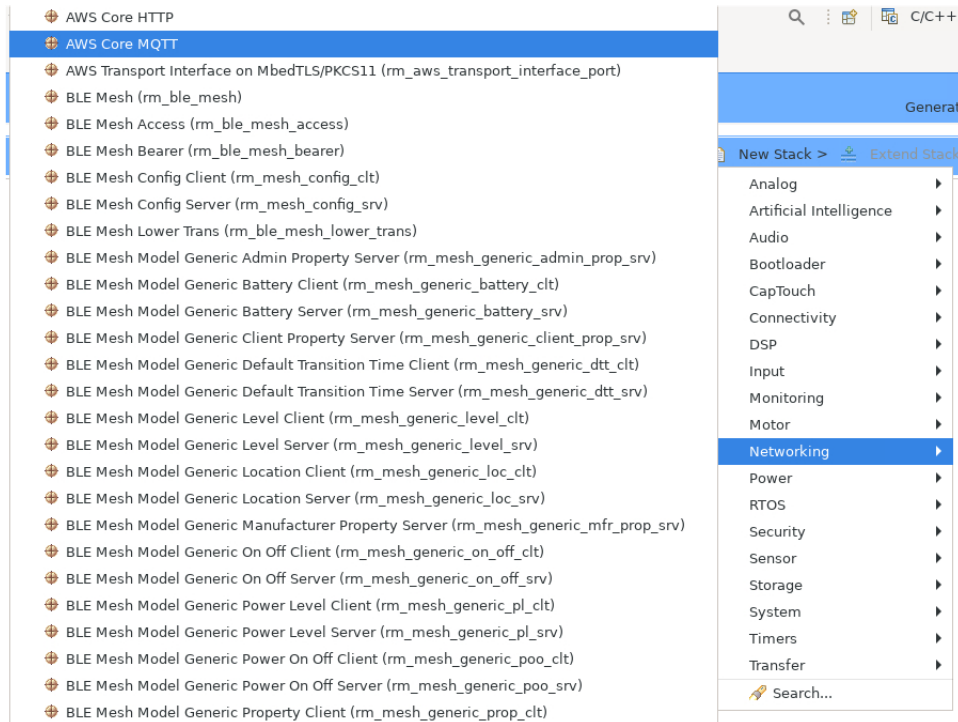 AWS Core HTTP
AWS Core MQTT
AWS Transport Interface on MbedTLS/PKCS11 (rm_aws_transport_interface_port)
BLE Mesh (rm_ble_mesh)
BLE Mesh Access (rm_ble_mesh_access)
BLE Mesh Bearer (rm_ble_mesh_bearer)
BLE Mesh Config Client (rm_mesh_config_clt)
BLE Mesh Config Server (rm_mesh_config_srv)
BLE Mesh Lower Trans (rm_ble_mesh_lower_trans)
BLE Mesh Model Generic Admin Property Server (rm_mesh_generic_admin_prop_srv)
BLE Mesh Model Generic Battery Client (rm_mesh_generic_battery_clt)
BLE Mesh Model Generic Battery Server (rm_mesh_generic_battery_srv)
BLE Mesh Model Generic Client Property Server (rm_mesh_generic_client_prop_srv)
BLE Mesh Model Generic Default Transition Time Client (rm_mesh_generic_dtt_clt)
BLE Mesh Model Generic Default Transition Time Server (rm_mesh_generic_dtt_srv)
BLE Mesh Model Generic Level Client (rm_mesh_generic_level_clt)
BLE Mesh Model Generic Level Server (rm_mesh_generic_level_srv)
BLE Mesh Model Generic Location Client (rm_mesh_generic_loc_clt)
BLE Mesh Model Generic Location Server (rm_mesh_generic_loc_srv)
BLE Mesh Model Generic Manufacturer Property Server (rm_mesh_generic_mfr_prop_srv)
BLE Mesh Model Generic On Off Client (rm_mesh_generic_on_off_clt)
BLE Mesh Model Generic On Off Server (rm_mesh_generic_on_off_srv)
BLE Mesh Model Generic Power Level Client (rm_mesh_generic_pl_clt)
BLE Mesh Model Generic Power Level Server (rm_mesh_generic_pl_srv)
BLE Mesh Model Generic Power On Off Client (rm_mesh_generic_poo_clt)
BLE Mesh Model Generic Power On Off Server (rm_mesh_generic_poo_srv)
BLE Mesh Model Generic Property Client (rm_mesh_generic_prop_clt)
C/C++
Generat
New Stack >
Extend Stack
Analog
Artificial Intelligence
Audio
Bootloader
CapTouch
Connectivity
DSP
Input
Monitoring
Motor
Networking
Power
RTOS
Security
Sensor
Storage
System
Timers
Transfer
Search...